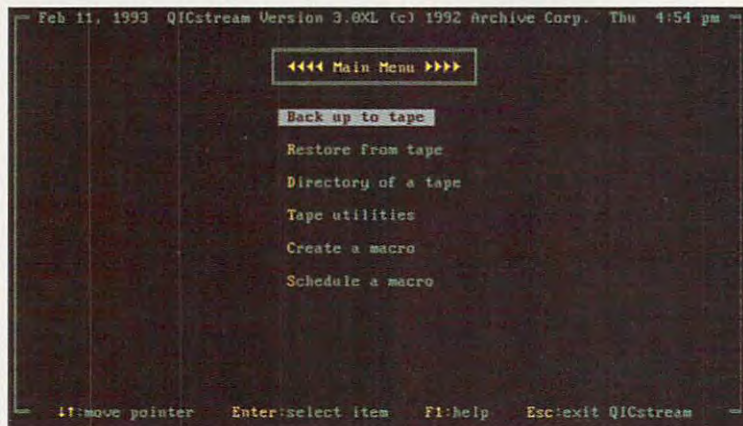 Feb 11, 1993 QICstream Version 3.0XL (c) 1992 Archive Corp. Thu 4:54 pm
◄◄◄◄ Main Menu ►►►►
Back up to tape
Restore from tape
Directory of a tape
Tape utilities
Create a macro
Schedule a macro
↓↑:move pointer Enter:select item F1:help Esc:exit QICstream